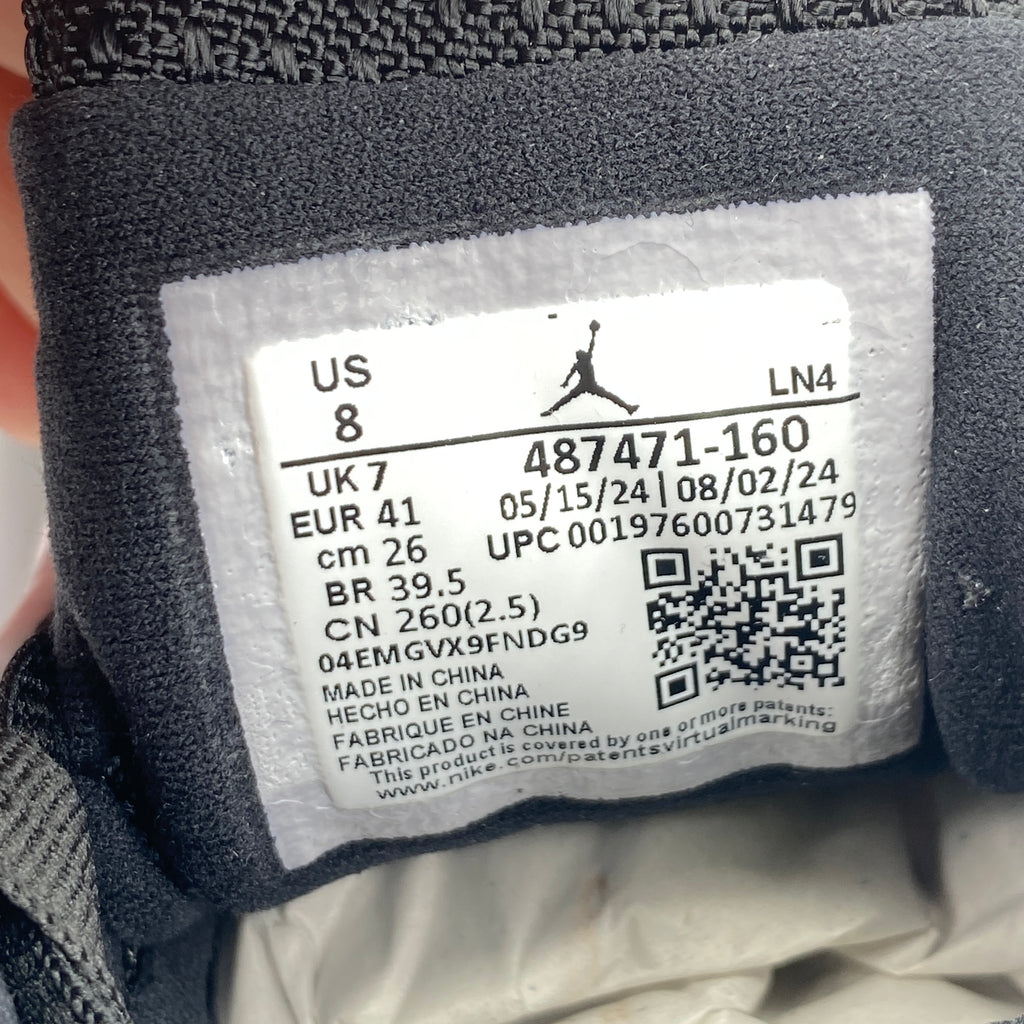 US
8
LN4
UK 7
EUR 41
cm 26
BR 39.5
CN 260(2.5)
487471-160
05/15/24 | 08/02/24
UPC 00197600731479
04EMGVX9FNDG9
MADE IN CHINA
HECHO EN CHINA
FABRIQUE EN CHINE
FABRICADO NA CHINA
This product is covered by one or more patents:
www.nike.com/patentsvirtualmarking